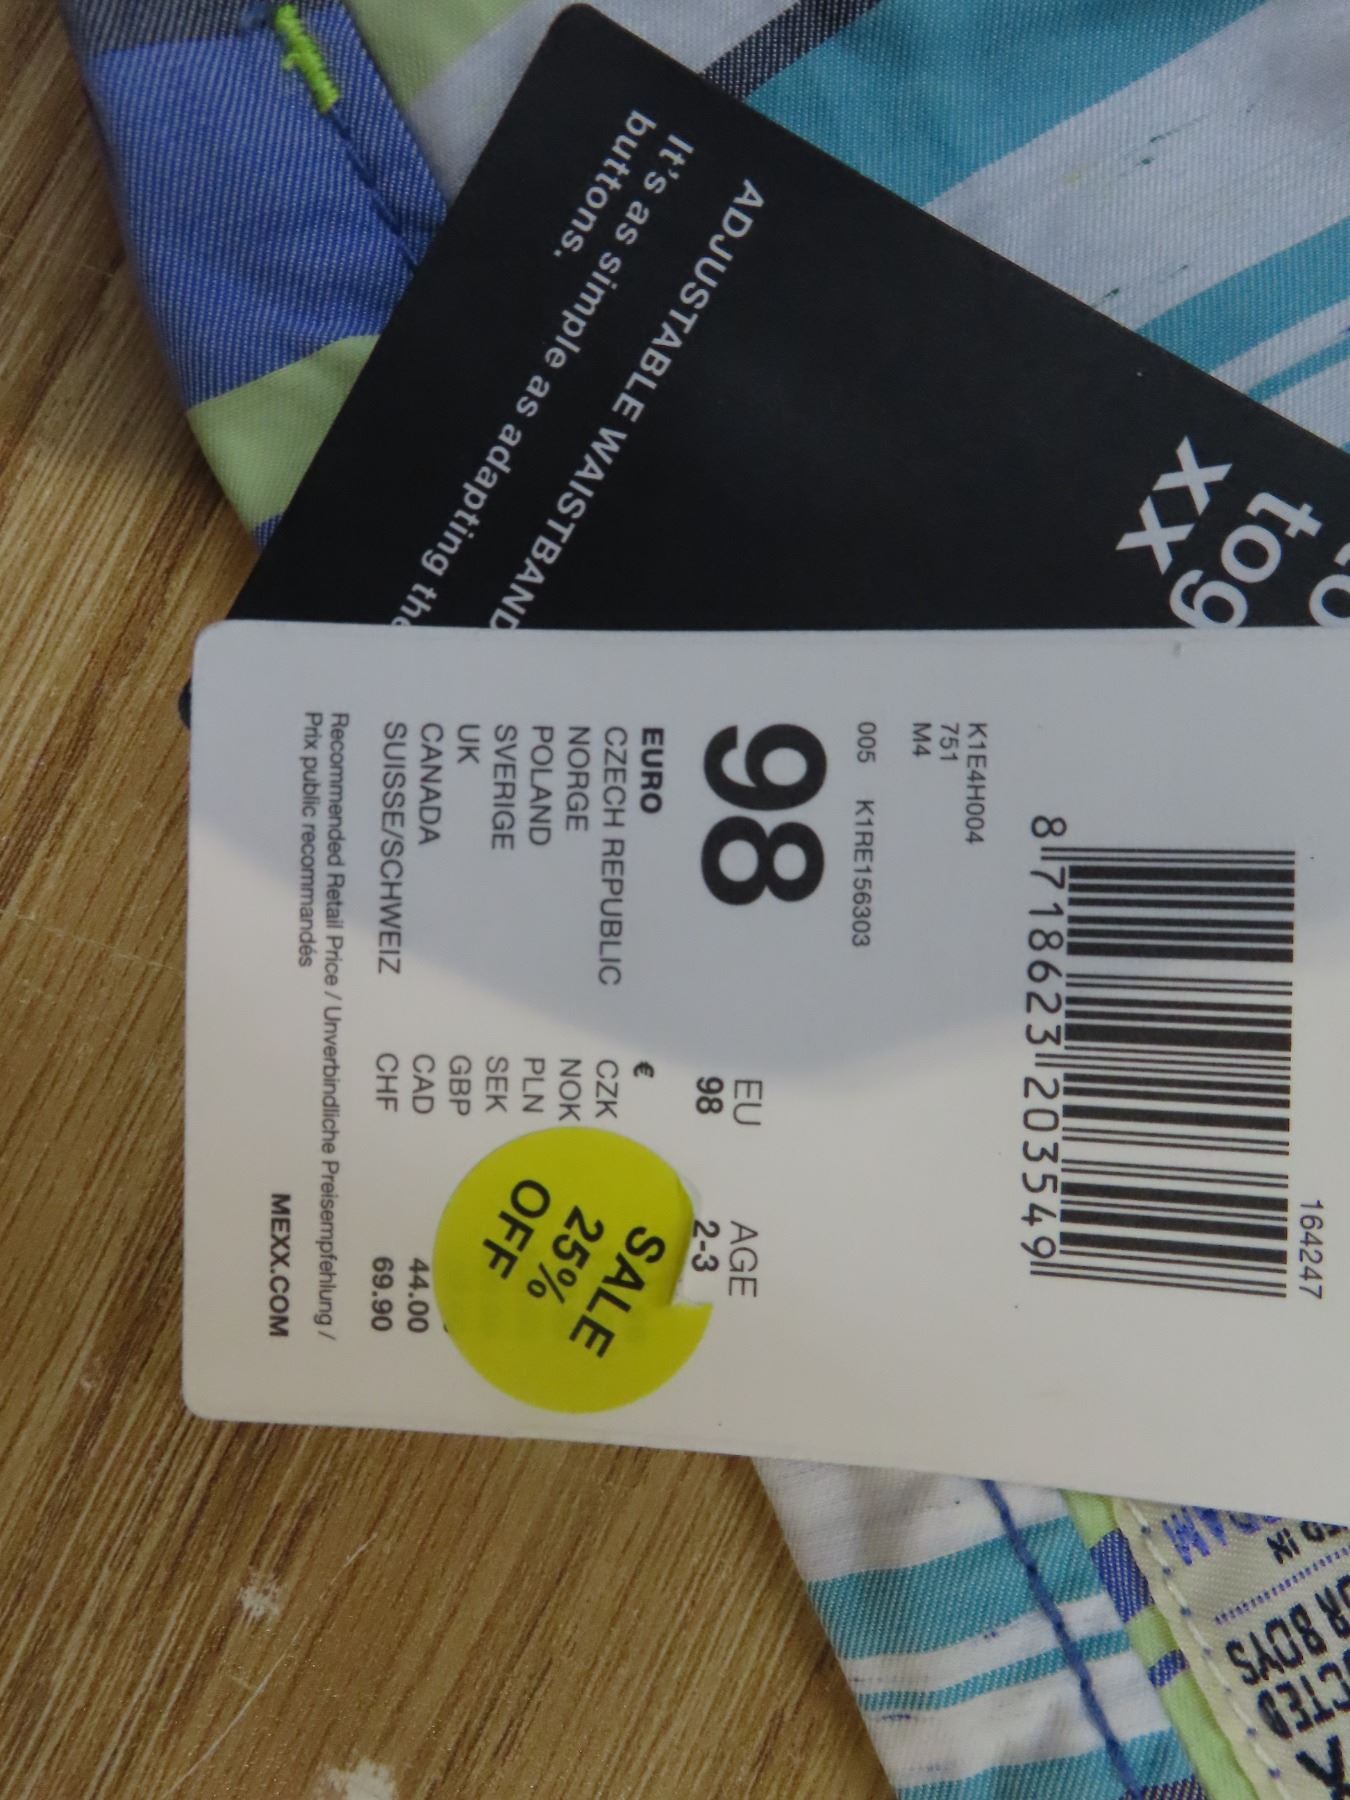 ADJUSTABLE WAISTBAND
It's as simple as adapting the
buttons.
tog
xx
164247
8 718623 203549
K1E4H004
751
M4
005 K1RE156303
98
EU AGE
98 2-3
EURO €
CZECH REPUBLIC CZK
NORGE NOK
POLAND PLN
SVERIGE SEK
UK GBP
CANADA CAD 44.00
SUISSE/SCHWEIZ CHF 69.90
Recommended Retail Price / Unverbindliche Preisempfehlung /
Prix public recommandés
MEXX.COM
SALE
25%
OFF
IN
BOYS